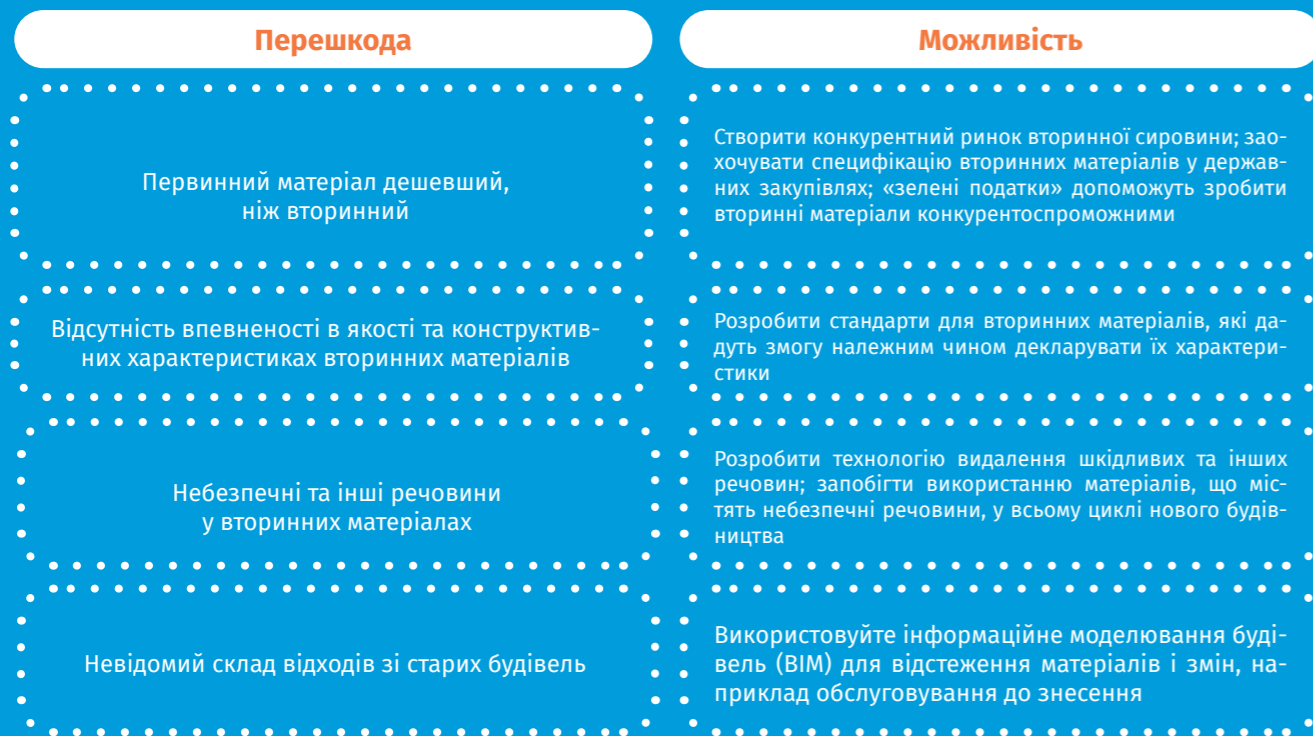 Перешкода
Можливість
Первинний матеріал дешевший,
ніж вторинний
Створити конкурентний ринок вторинної сировини; зао-
хочувати специфікацію вторинних матеріалів у держав-
них закупівлях; «зелені податки» допоможуть зробити
вторинні матеріали конкурентоспроможними
Відсутність впевненості в якості та конструктив-
них характеристиках вторинних матеріалів
Розробити стандарти для вторинних матеріалів, які да-
дуть змогу належним чином декларувати їх характери-
стики
Небезпечні та інші речовини
у вторинних матеріалах
Розробити технологію видалення шкідливих та інших
речовин; запобігти використанню матеріалів, що міс-
тять небезпечні речовини, у всьому циклі нового будів-
ництва
Невідомий склад відходів зі старих будівель
Використовуйте інформаційне моделювання буді-
вель (BIM) для відстеження матеріалів і змін, на-
приклад обслуговування до знесення